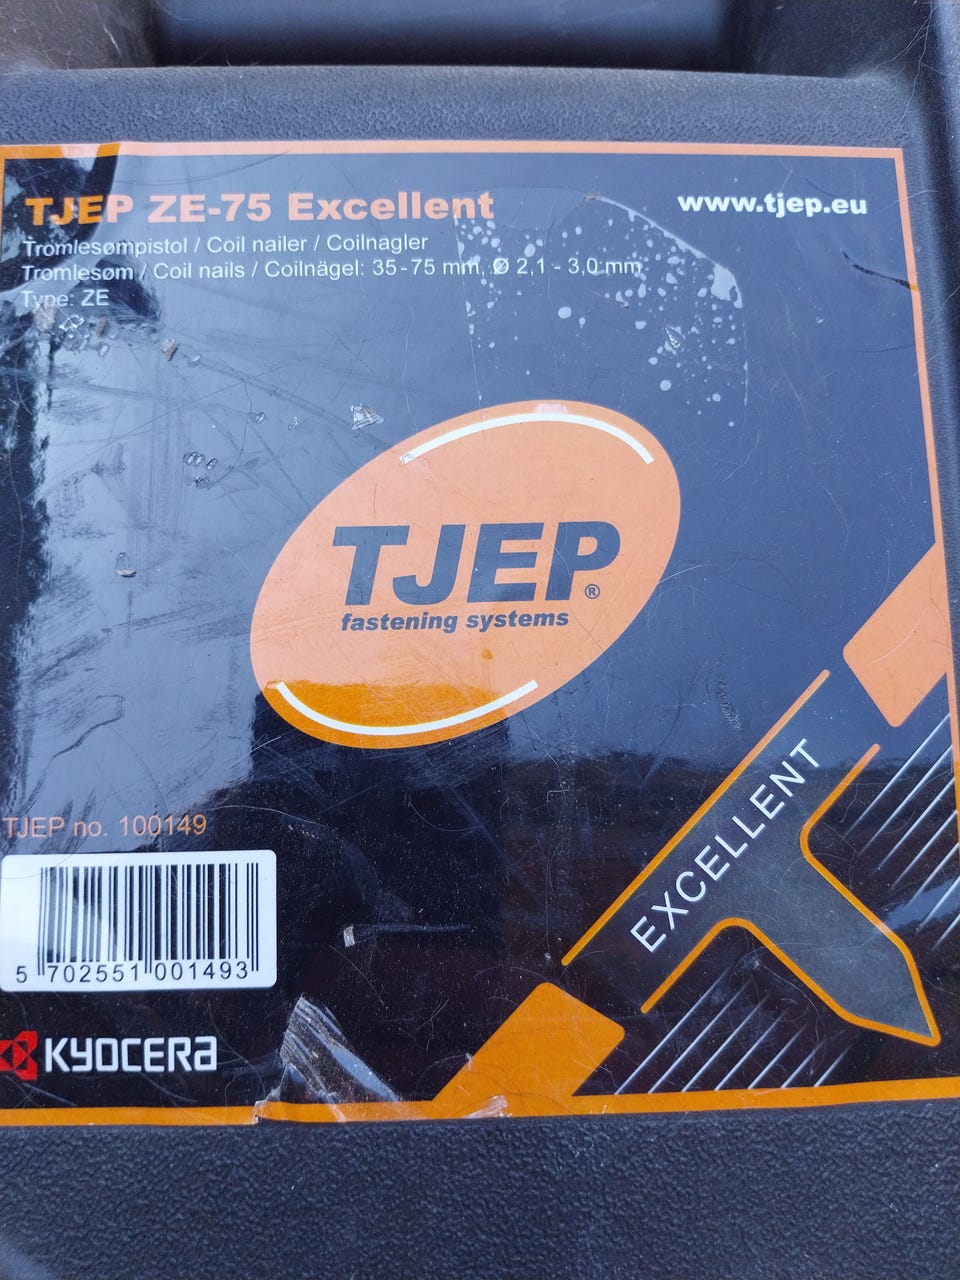 TJEP ZE-75 Excellent
www.tjep.eu
Tromlesømpistol / Coil nailer / Coilnagler
Tromlesøm / Coil nails / Coilnägel: 35-75 mm, Ø 2,1 - 3,0 mm
Type: ZE
TJEP®
fastening systems
EXCELLENT
TJEP no. 100149
5 702551 001493
KYOCERA